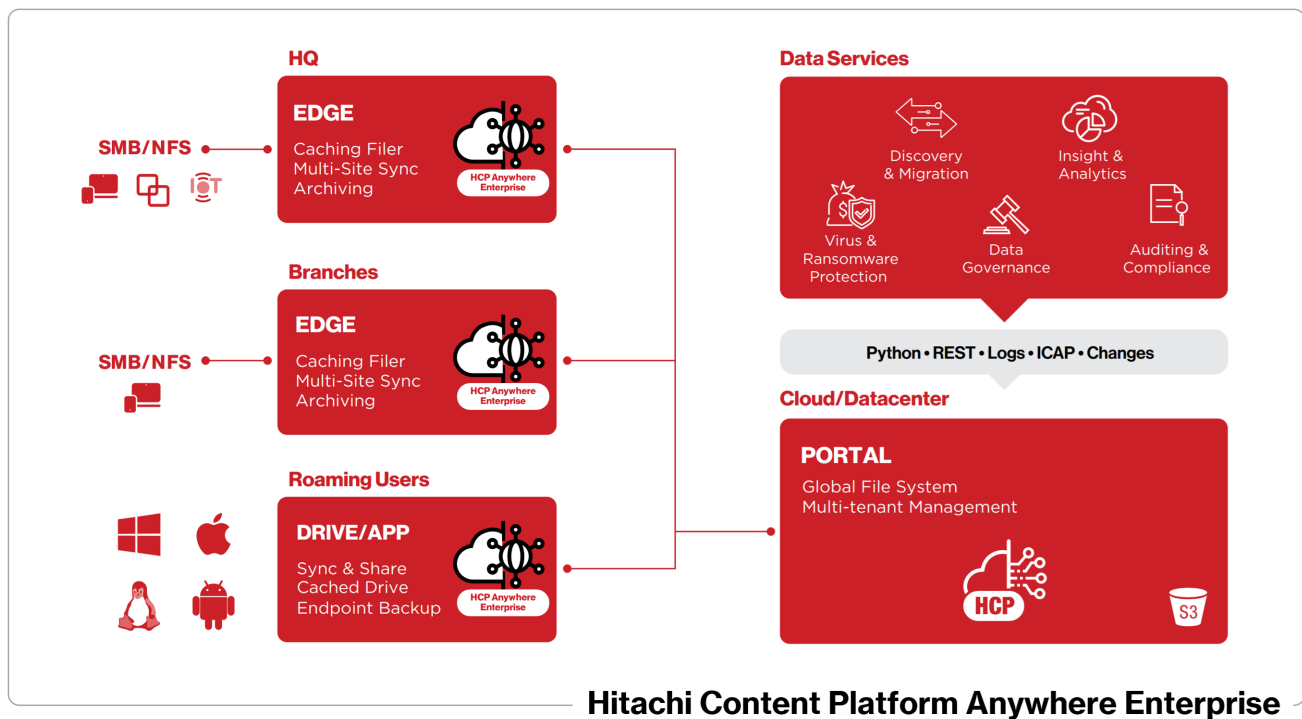 HQ
EDGE
Caching Filer
Multi-Site Sync
Archiving
HCP Anywhere
Enterprise
SMB/NFS
IOT
Branches
EDGE
Caching Filer
Multi-Site Sync
Archiving
HCP Anywhere
Enterprise
SMB/NFS
Roaming Users
DRIVE/APP
Sync & Share
Cached Drive
Endpoint Backup
HCP Anywhere
Enterprise
Data Services
Discovery
& Migration
Insight &
Analytics
$
Virus &
Ransomware
Protection
Data
Governance
Auditing &
Compliance
Python • REST • Logs • ICAP • Changes
Cloud/Datacenter
PORTAL
Global File System
Multi-tenant Management
HCP
S3
Hitachi Content Platform Anywhere Enterprise